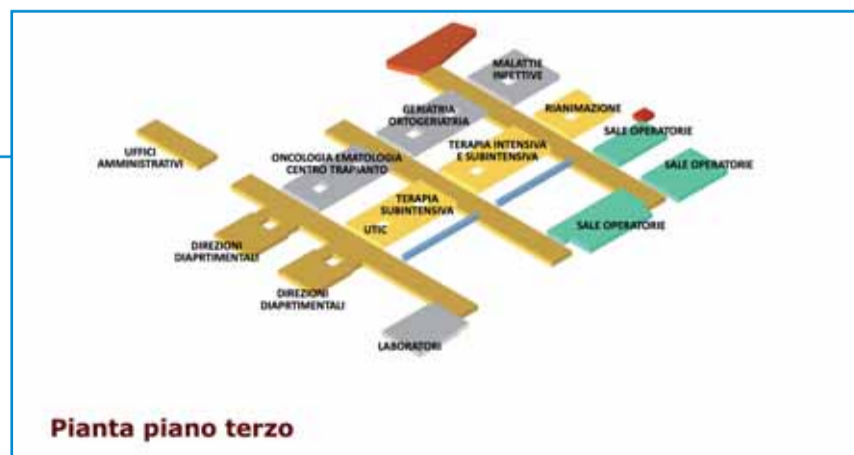 MALATTIE
INFETTIVE
GERIATRIA
ORTOGERIATRIA
RIANIMAZIONE
SALE OPERATORIE
UFFICI
AMMINISTRATIVI
ONCOLOGIA EMATOLOGIA
CENTRO TRAPIANTO
TERAPIA INTENSIVA
E SUBINTENSIVA
SALE OPERATORIE
TERAPIA
SUBINTENSIVA
UTIC
SALE OPERATORIE
DIREZIONI
DIAPRTIMENTALI
DIREZIONI
DIAPRTIMENTALI
LABORATORI
Pianta piano terzo